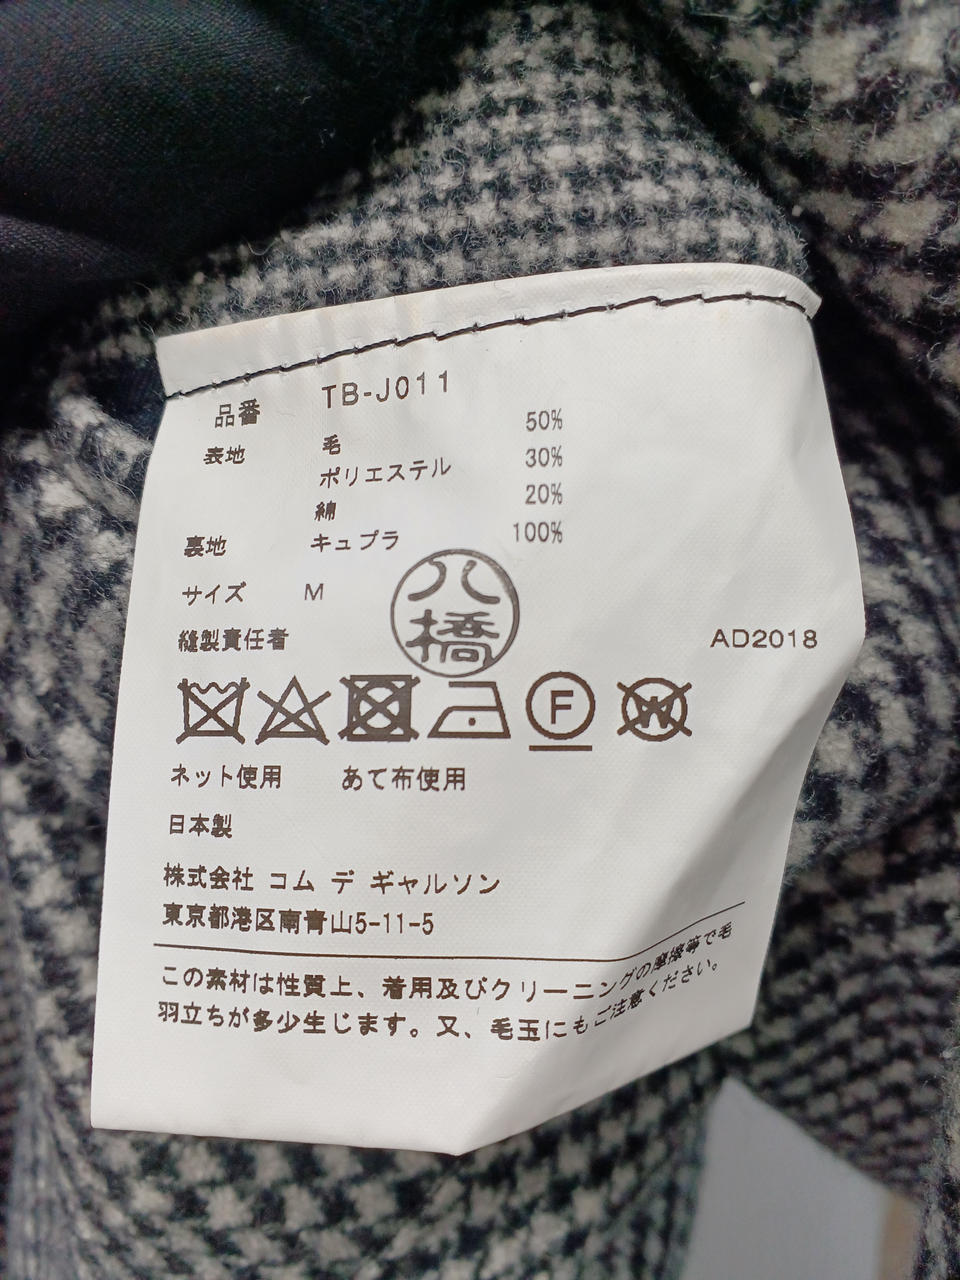 品番 TB-J011
表地 毛 50%
ポリエステル 30%
綿 20%
裏地 キュプラ 100%
サイズ M
八橋
縫製責任者 AD2018
F W
ネット使用 あて布使用
日本製
株式会社 コム デ ギャルソン
東京都港区南青山5-11-5
この素材は性質上、着用及びクリーニングの摩擦等で毛
羽立ちが多少生じます。又、毛玉にもご注意ください。